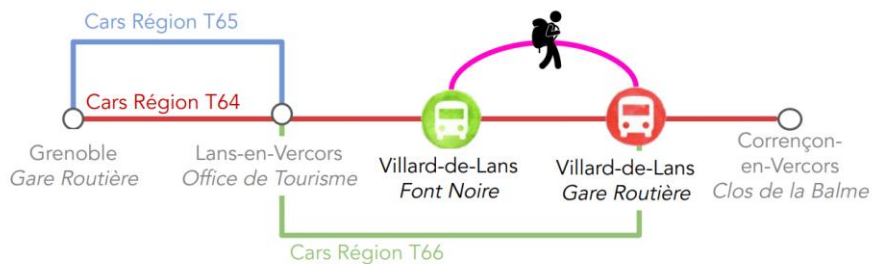 Cars Région T65
Cars Région T64
Grenoble
Gare Routière
Lans-en-Vercors
Office de Tourisme
Villard-de-Lans
Font Noire
Villard-de-Lans
Gare Routière
Corrençon-
en-Vercors
Clos de la Balme
Cars Région T66